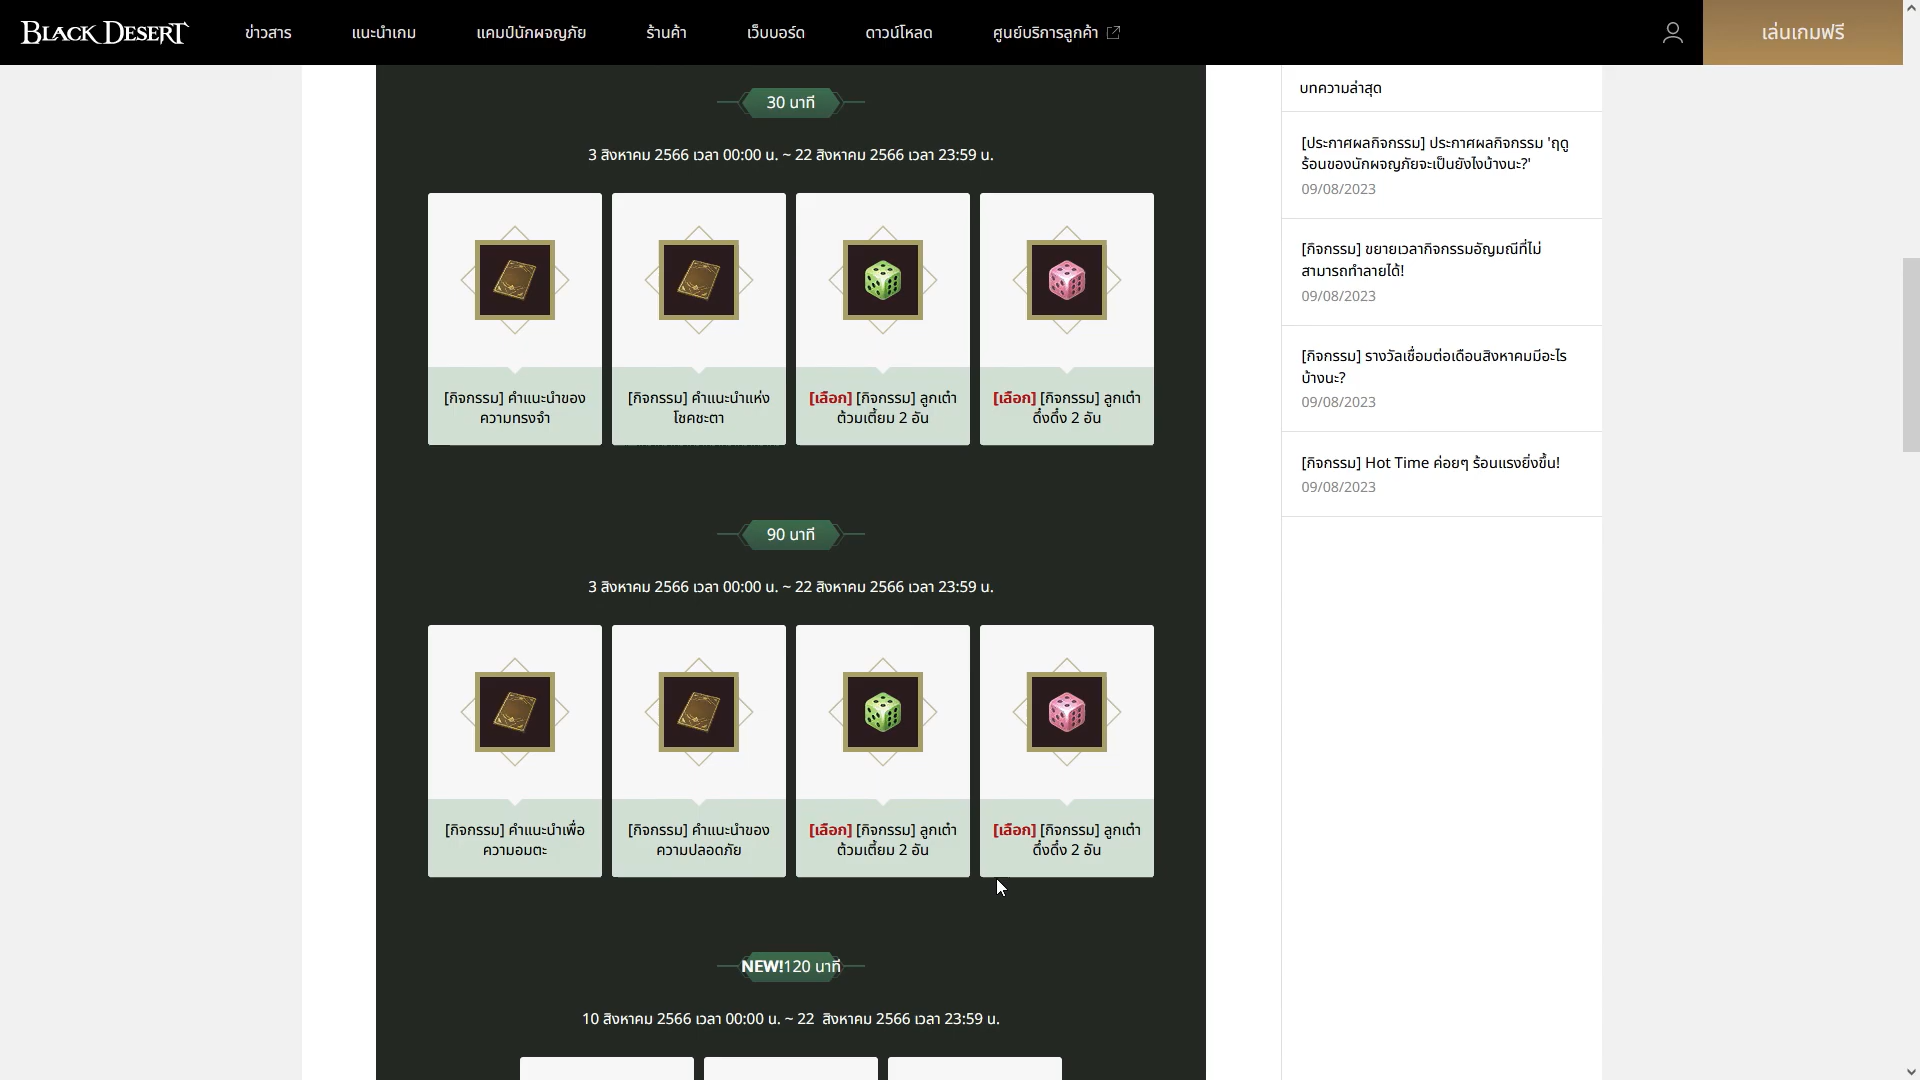 BLACK DESERT
ข่าวสาร
แนะนำเกม
แคมป์นักผจญภัย
ร้านค้า
เว็บบอร์ด
ดาวน์โหลด
ศูนย์บริการลูกค้า
เล่นเกมฟรี
30 นาที
3 สิงหาคม 2566 เวลา 00:00 น. ~ 22 สิงหาคม 2566 เวลา 23:59 น.
[กิจกรรม] คำแนะนำของ
ความทรงจำ
[กิจกรรม] คำแนะนำแห่ง
โชคชะตา
[เลือก] [กิจกรรม] ลูกเต๋า
ต้วมเตี้ยม 2 อัน
[เลือก] [กิจกรรม] ลูกเต๋า
ดึ๋งดึ๋ง 2 อัน
90 นาที
3 สิงหาคม 2566 เวลา 00:00 น. ~ 22 สิงหาคม 2566 เวลา 23:59 น.
[กิจกรรม] คำแนะนำเพื่อ
ความอมตะ
[กิจกรรม] คำแนะนำของ
ความปลอดภัย
[เลือก] [กิจกรรม] ลูกเต๋า
ต้วมเตี้ยม 2 อัน
[เลือก] [กิจกรรม] ลูกเต๋า
ดึ๋งดึ๋ง 2 อัน
NEW!120 นาที
10 สิงหาคม 2566 เวลา 00:00 น. ~ 22 สิงหาคม 2566 เวลา 23:59 น.
บทความล่าสุด
[ประกาศผลกิจกรรม] ประกาศผลกิจกรรม 'ฤดู
ร้อนของนักผจญภัยจะเป็นยังไงบ้างนะ?'
09/08/2023
[กิจกรรม] ขยายเวลากิจกรรมอัญมณีที่ไม่
สามารถทำลายได้!
09/08/2023
[กิจกรรม] รางวัลเชื่อมต่อเดือนสิงหาคมมีอะไร
บ้างนะ?
09/08/2023
[กิจกรรม] Hot Time ค่อยๆ ร้อนแรงยิ่งขึ้น!
09/08/2023